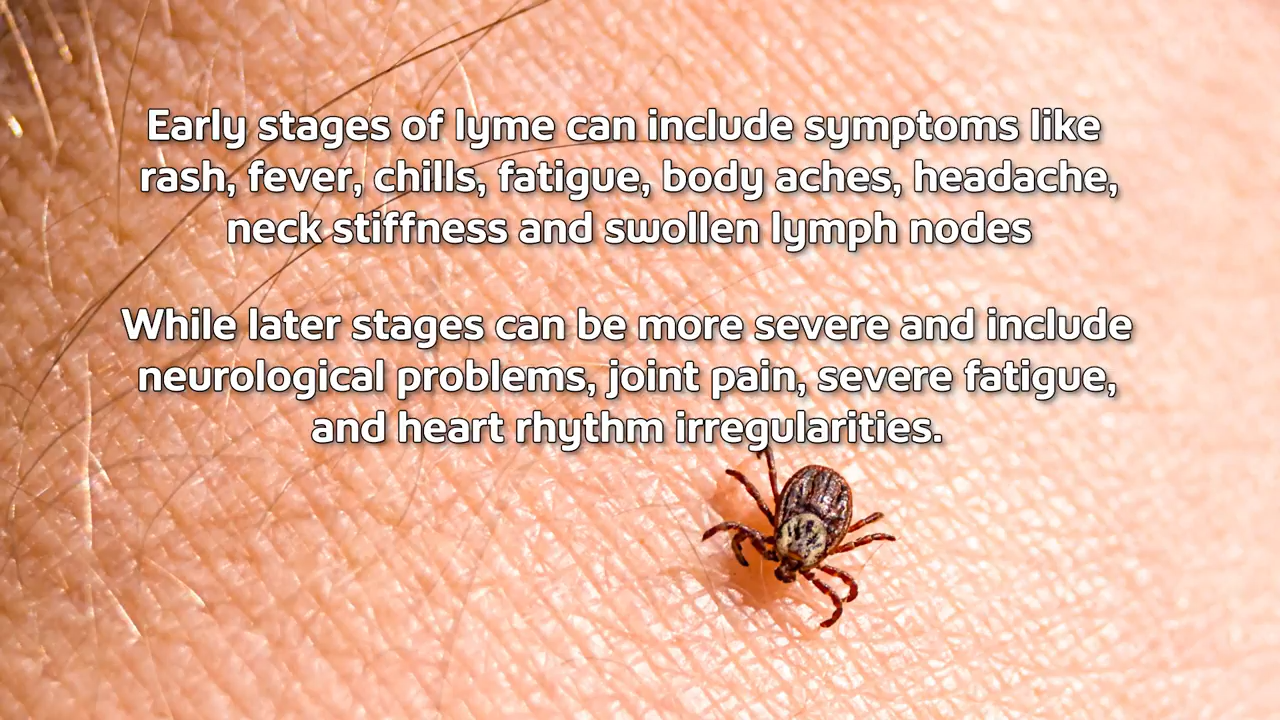 Early stages of lyme can include symptoms like
rash, fever, chills, fatigue, body aches, headache,
neck stiffness and swollen lymph nodes
While later stages can be more severe and include
neurological problems, joint pain, severe fatigue,
and heart rhythm irregularities.